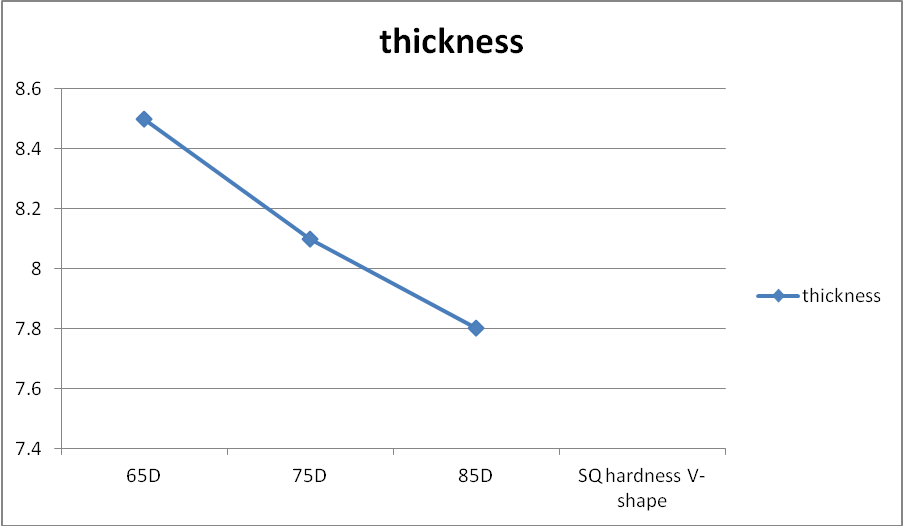 thickness
8.6
8.4
8.2
8
7.8
7.6
7.4
65D
75D
85D
SQ hardness V-
shape
thickness